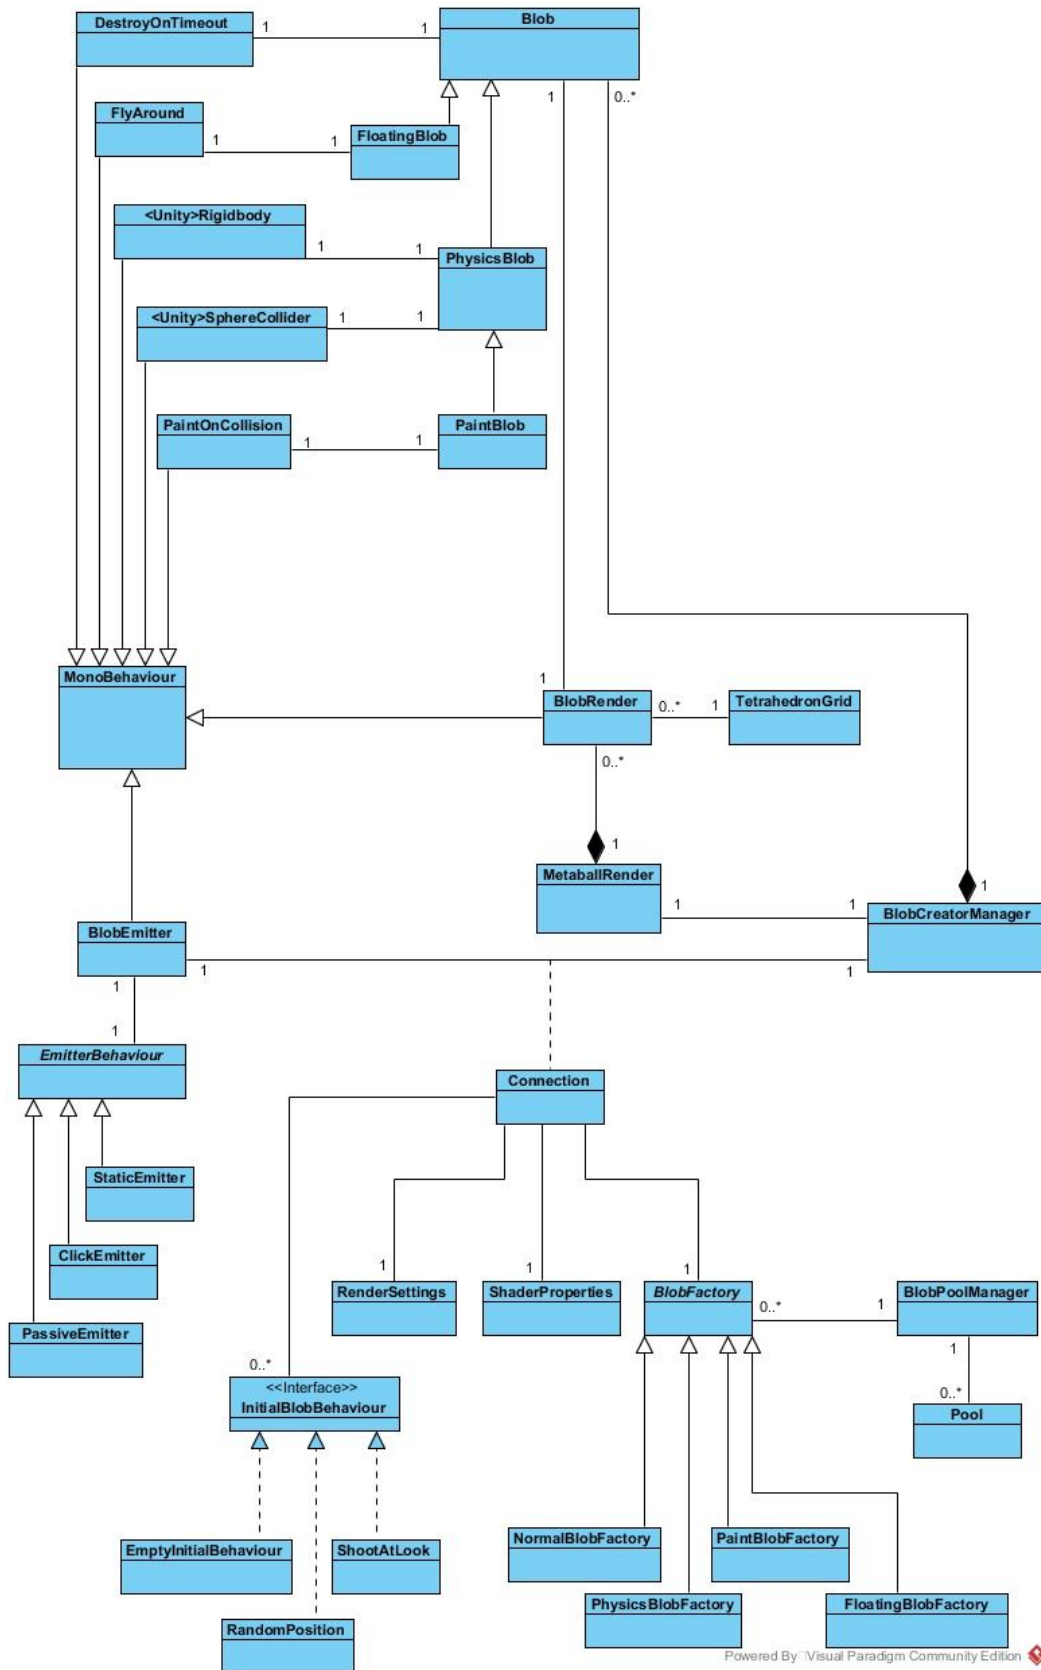 DestroyOnTimeout
1
1
Blob
1
0..*
FlyAround
1
1
FloatingBlob
<Unity>Rigidbody
1
1
PhysicsBlob
<Unity>SphereCollider
1
1
PaintOnCollision
1
1
PaintBlob
MonoBehaviour
1
BlobRender
0..*
1
TetrahedronGrid
0..*
1
MetaballRender
1
1
1
BlobCreatorManager
BlobEmitter
1
1
1
1
EmitterBehaviour
Connection
StaticEmitter
ClickEmitter
PassiveEmitter
1
RenderSettings
1
ShaderProperties
1
BlobFactory
0..*
1
BlobPoolManager
1
0..*
Pool
0..*
<<Interface>>
InitialBlobBehaviour
EmptyInitialBehaviour
ShootAtLook
RandomPosition
NormalBlobFactory
PaintBlobFactory
PhysicsBlobFactory
FloatingBlobFactory
Powered By Visual Paradigm Community Edition